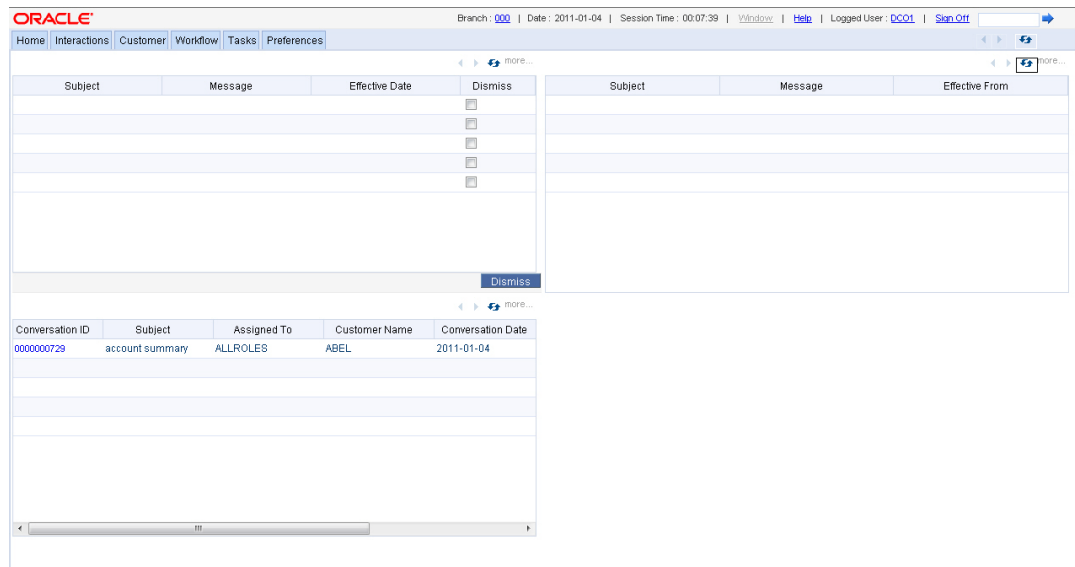 ORACLE
Branch : 000 | Date : 2011-01-04 | Session Time : 00:07:39 | Window | Help | Logged User : DCO1 | Sign Off
Home Interactions Customer Workflow Tasks Preferences
more...
more...
Subject Message Effective Date Dismiss
Subject Message Effective From
Dismiss
more...
Conversation ID Subject Assigned To Customer Name Conversation Date
0000000729 account summary ALLROLES ABEL 2011-01-04